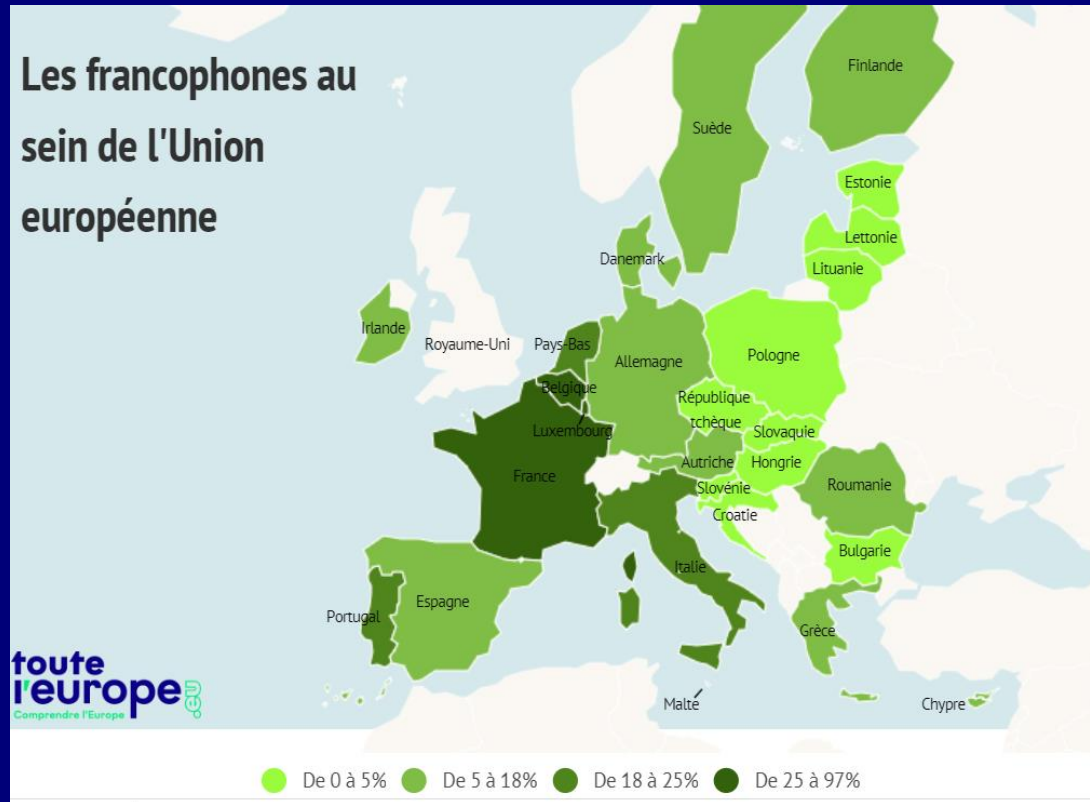 Les francophones au
sein de l'Union
européenne
Finlande
Suède
Estonie
Lettonie
Danemark
Lituanie
Irlande
Royaume-Uni
Pays-Bas
Allemagne
Pologne
Belgique
République
tchèque
Luxembourg
Slovaquie
Autriche
Hongrie
France
Slovénie
Roumanie
Croatie
Bulgarie
Italie
Espagne
Portugal
Grèce
Malte
Chypre
toute
l'europe.eu
Comprendre l'Europe
De 0 à 5%
De 5 à 18%
De 18 à 25%
De 25 à 97%